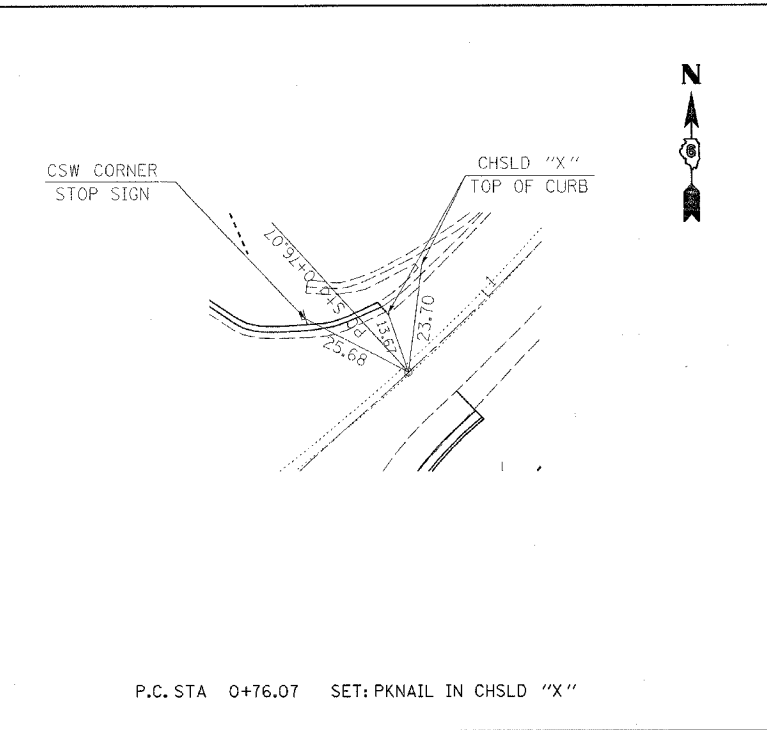 N
6
CSW CORNER
STOP SIGN
CHSLD "X"
TOP OF CURB
PC Sta 0+76.07
25.68
13.67
23.70
L1
P.C. STA 0+76.07 SET: PKNAIL IN CHSLD "X"